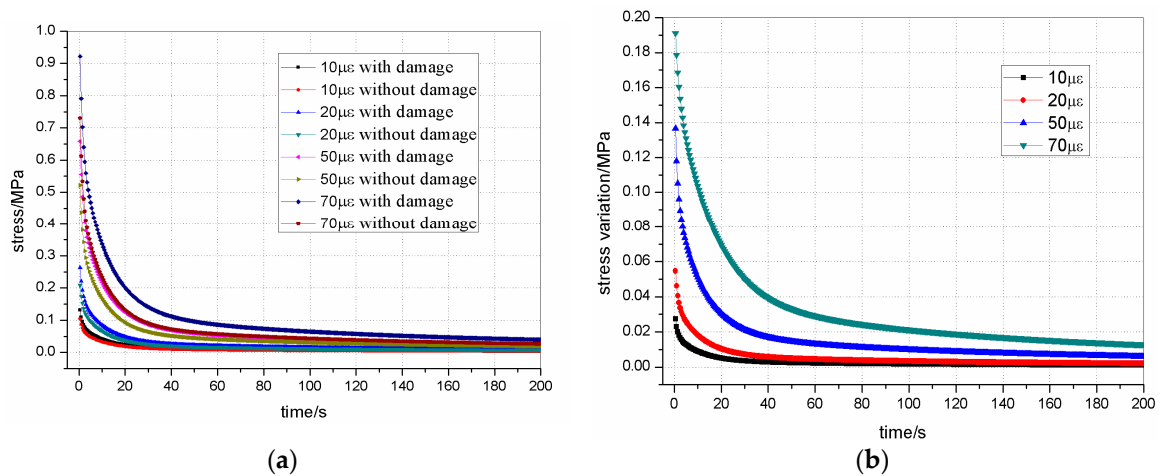 1.0
0.9
0.8
0.7
0.6
0.5
0.4
0.3
0.2
0.1
0.0
stress/MPa
0 20 40 60 80 100 120 140 160 180 200
time/s
10με with damage
10με without damage
20με with damage
20με without damage
50με with damage
50με without damage
70με with damage
70με without damage
(a)
0.20
0.18
0.16
0.14
0.12
0.10
0.08
0.06
0.04
0.02
0.00
stress variation/MPa
0 20 40 60 80 100 120 140 160 180 200
time/s
10με
20με
50με
70με
(b)